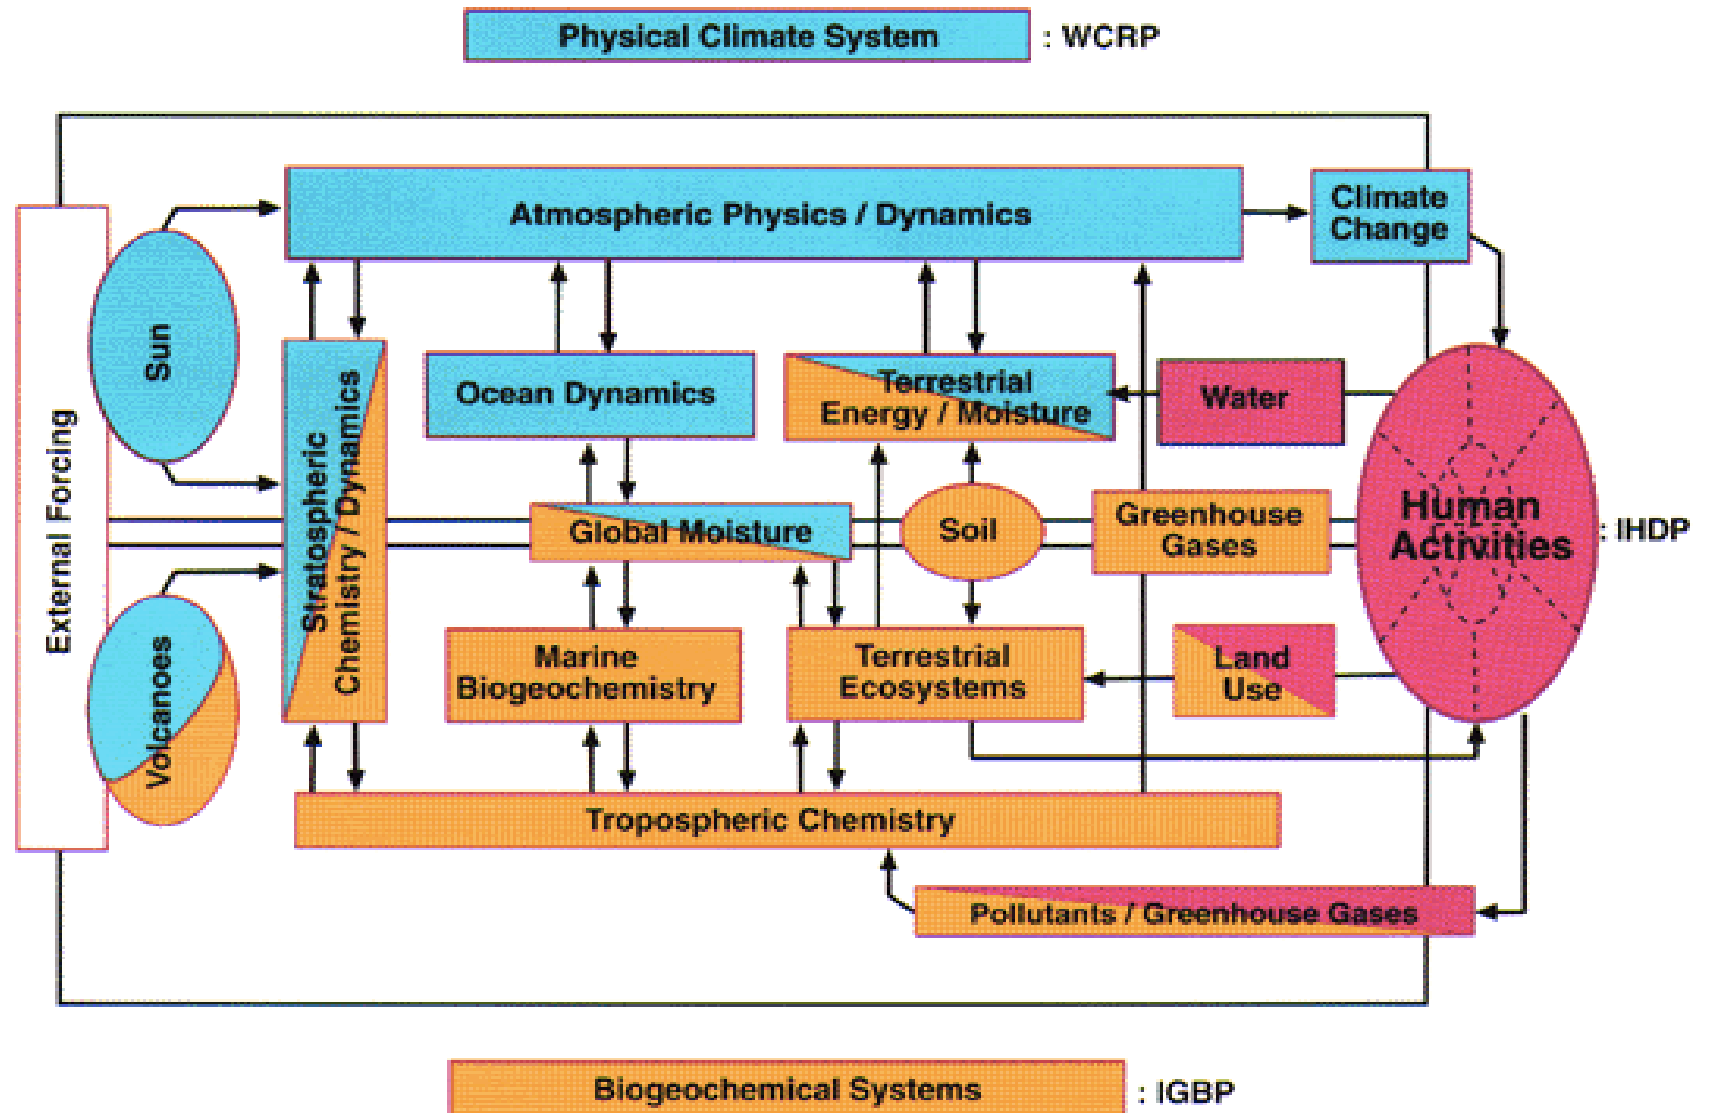 Physical Climate System : WCRP
Atmospheric Physics / Dynamics
Climate
Change
Sun
External Forcing
Stratospheric
Chemistry / Dynamics
Ocean Dynamics
Terrestrial
Energy / Moisture
Water
Global Moisture
Soil
Greenhouse
Gases
Human
Activities
: IHDP
Volcanoes
Marine
Biogeochemistry
Terrestrial
Ecosystems
Land
Use
Tropospheric Chemistry
Pollutants / Greenhouse Gases
Biogeochemical Systems : IGBP